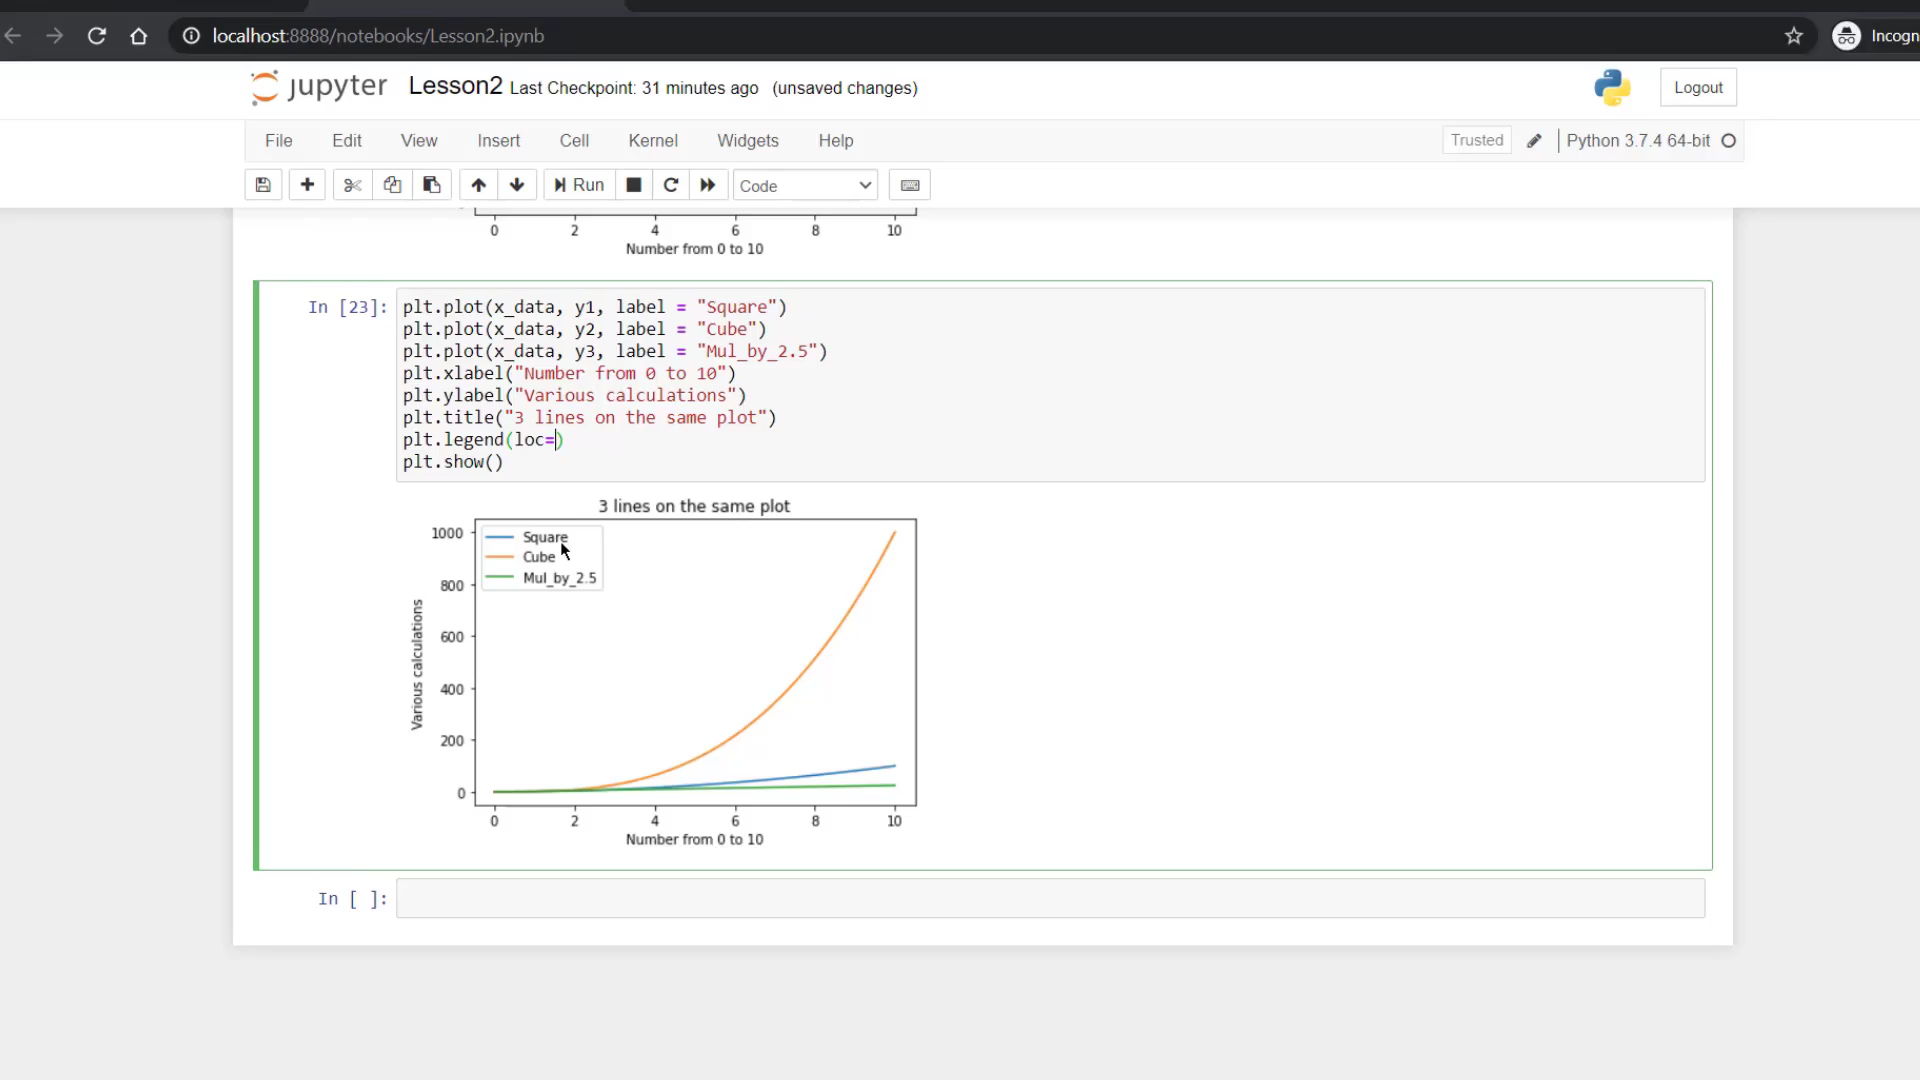 localhost:8888/notebooks/Lesson2.ipynb
Incogn
jupyter Lesson2 Last Checkpoint: 31 minutes ago (unsaved changes)
Logout
File Edit View Insert Cell Kernel Widgets Help
Trusted Python 3.7.4 64-bit
Run Code
0 2 4 6 8 10
Number from 0 to 10
In [23]:
plt.plot(x_data, y1, label = "Square")
plt.plot(x_data, y2, label = "Cube")
plt.plot(x_data, y3, label = "Mul_by_2.5")
plt.xlabel("Number from 0 to 10")
plt.ylabel("Various calculations")
plt.title("3 lines on the same plot")
plt.legend(loc=)
plt.show()
3 lines on the same plot
Square
Cube
Mul_by_2.5
1000
800
600
400
200
0
Various calculations
0 2 4 6 8 10
Number from 0 to 10
In [ ]: